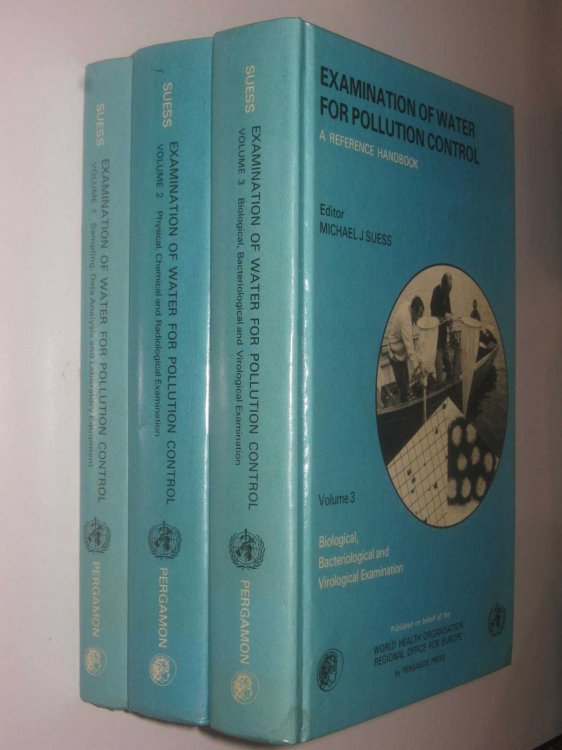 SUESS
EXAMINATION OF WATER FOR POLLUTION CONTROL
VOLUME 1 Sampling, Data Analysis and Laboratory Equipment
PERGAMON
SUESS
EXAMINATION OF WATER FOR POLLUTION CONTROL
VOLUME 2 Physical, Chemical and Radiological Examination
PERGAMON
SUESS
EXAMINATION OF WATER FOR POLLUTION CONTROL
VOLUME 3 Biological, Bacteriological and Virological Examination
PERGAMON
EXAMINATION OF WATER
FOR POLLUTION CONTROL
A REFERENCE HANDBOOK
Editor
MICHAEL J SUESS
Volume 3
Biological,
Bacteriological and
Virological Examination
Published on behalf of the
WORLD HEALTH ORGANISATION
REGIONAL OFFICE FOR EUROPE
by PERGAMON PRESS